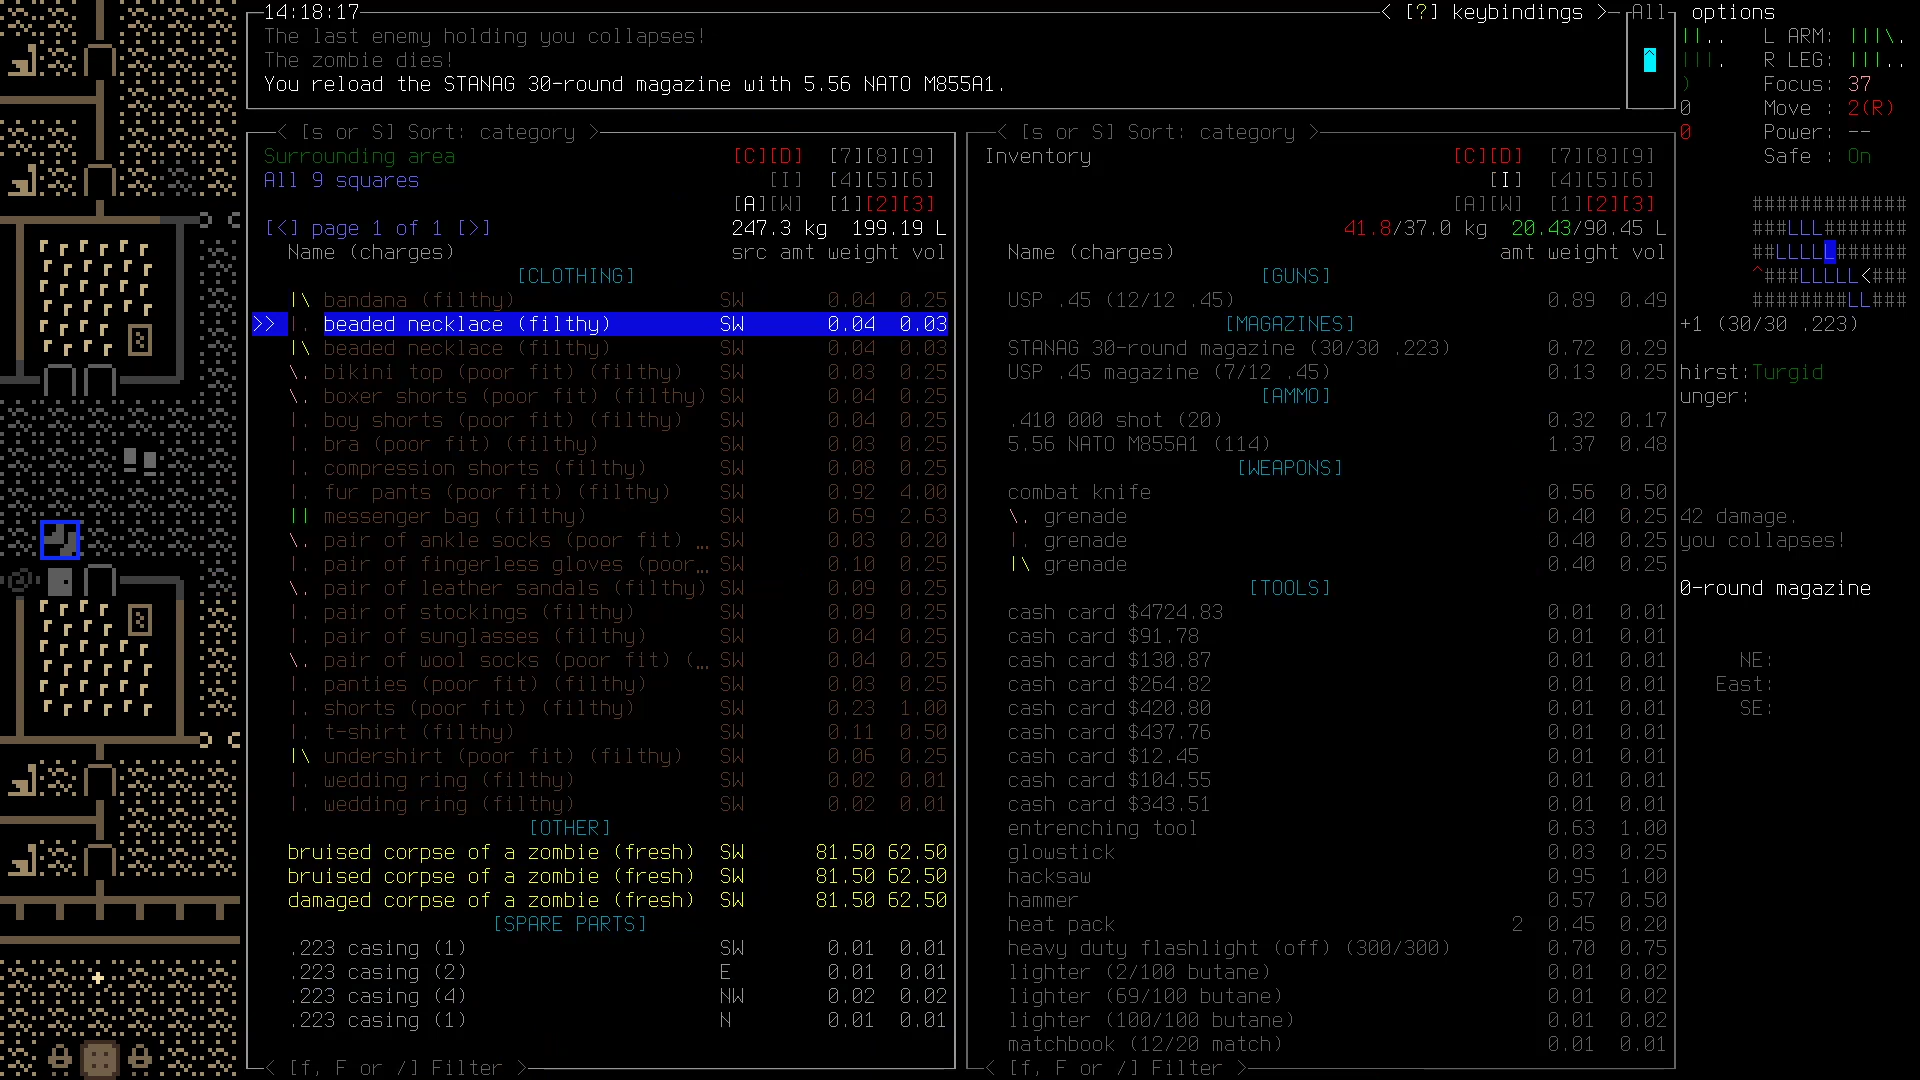 14:18:17 < [?] keybindings > All options
The last enemy holding you collapses!
The zombie dies!
You reload the STANAG 30-round magazine with 5.56 NATO M855A1.
< [s or S] Sort: category >
Surrounding area [C][D] [7][8][9]
All 9 squares [I] [4][5][6]
[A][W] [1][2][3]
[<] page 1 of 1 [>] 247.3 kg 199.19 L
Name (charges) src amt weight vol
[CLOTHING]
|\ bandana (filthy) SW 0.04 0.25
>> |. beaded necklace (filthy) SW 0.04 0.03
|\ beaded necklace (filthy) SW 0.04 0.03
\. bikini top (poor fit) (filthy) SW 0.03 0.25
\. boxer shorts (poor fit) (filthy) SW 0.04 0.25
|. boy shorts (poor fit) (filthy) SW 0.04 0.25
|. bra (poor fit) (filthy) SW 0.03 0.25
|. compression shorts (filthy) SW 0.08 0.25
|. fur pants (poor fit) (filthy) SW 0.92 4.00
|| messenger bag (filthy) SW 0.69 2.63
\. pair of ankle socks (poor fit) … SW 0.03 0.20
|. pair of fingerless gloves (poor… SW 0.10 0.25
\. pair of leather sandals (filthy) SW 0.09 0.25
|. pair of stockings (filthy) SW 0.09 0.25
|. pair of sunglasses (filthy) SW 0.04 0.25
\. pair of wool socks (poor fit) (… SW 0.04 0.25
|. panties (poor fit) (filthy) SW 0.03 0.25
|. shorts (poor fit) (filthy) SW 0.23 1.00
|. t-shirt (filthy) SW 0.11 0.50
|\ undershirt (poor fit) (filthy) SW 0.06 0.25
|. wedding ring (filthy) SW 0.02 0.01
|. wedding ring (filthy) SW 0.02 0.01
[OTHER]
bruised corpse of a zombie (fresh) SW 81.50 62.50
bruised corpse of a zombie (fresh) SW 81.50 62.50
damaged corpse of a zombie (fresh) SW 81.50 62.50
[SPARE PARTS]
.223 casing (1) SW 0.01 0.01
.223 casing (2) E 0.01 0.01
.223 casing (4) NW 0.02 0.02
.223 casing (1) N 0.01 0.01
< [f, F or /] Filter >
< [s or S] Sort: category >
Inventory [C][D] [7][8][9]
[I] [4][5][6]
[A][W] [1][2][3]
41.8/37.0 kg 20.43/90.45 L
Name (charges) amt weight vol
[GUNS]
USP .45 (12/12 .45) 0.89 0.49
[MAGAZINES]
STANAG 30-round magazine (30/30 .223) 0.72 0.29
USP .45 magazine (7/12 .45) 0.13 0.25
[AMMO]
.410 000 shot (20) 0.32 0.17
5.56 NATO M855A1 (114) 1.37 0.48
[WEAPONS]
combat knife 0.56 0.50
\. grenade 0.40 0.25
|. grenade 0.40 0.25
|\ grenade 0.40 0.25
[TOOLS]
cash card $4724.83 0.01 0.01
cash card $91.78 0.01 0.01
cash card $130.87 0.01 0.01
cash card $264.82 0.01 0.01
cash card $420.80 0.01 0.01
cash card $437.76 0.01 0.01
cash card $12.45 0.01 0.01
cash card $104.55 0.01 0.01
cash card $343.51 0.01 0.01
entrenching tool 0.63 1.00
glowstick 0.03 0.25
hacksaw 0.95 1.00
hammer 0.57 0.50
heat pack 2 0.45 0.20
heavy duty flashlight (off) (300/300) 0.70 0.75
lighter (2/100 butane) 0.01 0.02
lighter (69/100 butane) 0.01 0.02
lighter (100/100 butane) 0.01 0.02
matchbook (12/20 match) 0.01 0.01
< [f, F or /] Filter >
||.. L ARM: |||\.
|||. R LEG: |||..
) Focus: 37
0 Move : 2(R)
0 Power: --
Safe : On
#############
###LLL#######
##LLLLL######
^###LLLLL<###
########LL###
+1 (30/30 .223)
hirst:Turgid
unger:
42 damage.
you collapses!
0-round magazine
NE:
East:
SE: